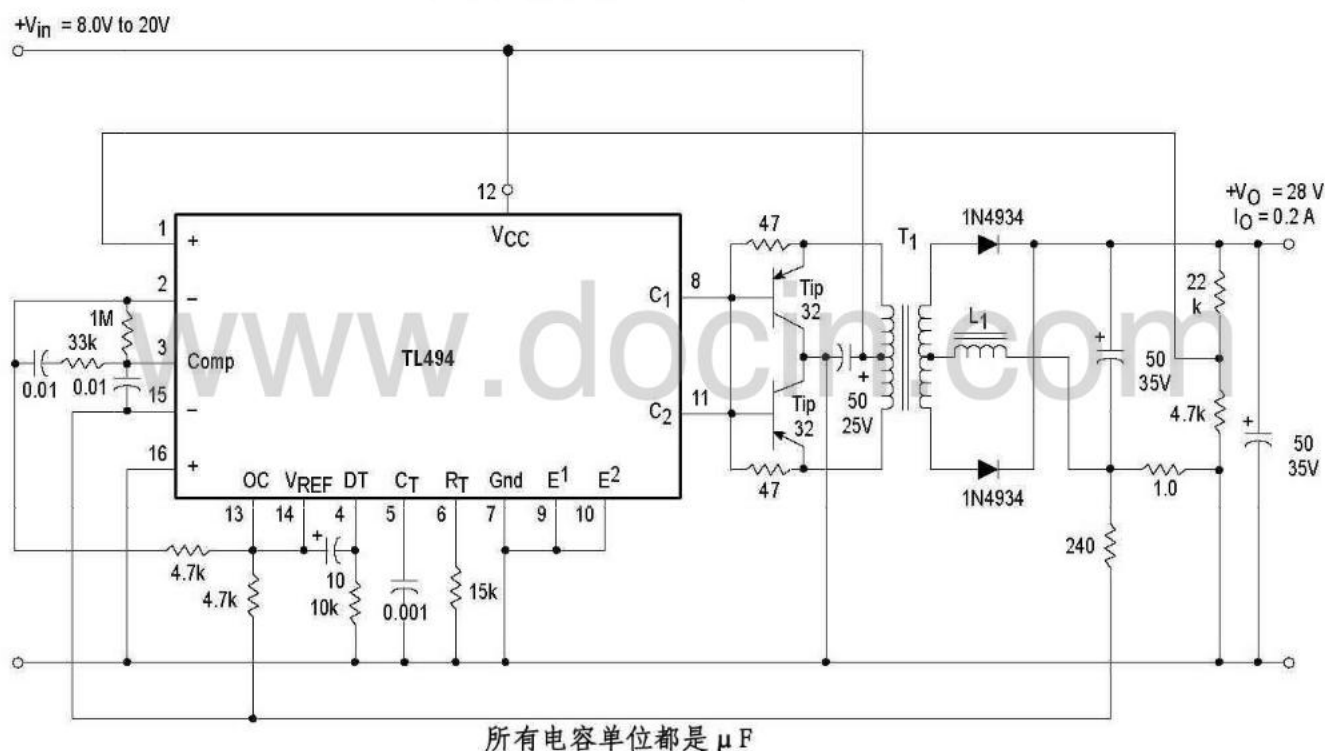 +Vin = 8.0V to 20V
+VO = 28 V
IO = 0.2 A
12
VCC
1
+
2
−
1M
33k
3
Comp
0.01
0.01
15
−
16
+
TL494
C1
8
C2
11
47
Tip
32
Tip
32
47
50
25V
T1
1N4934
L1
1N4934
50
35V
22
k
4.7k
50
35V
1.0
240
OC
VREF
DT
CT
RT
Gnd
E1
E2
13
14
4
5
6
7
9
10
4.7k
4.7k
+
10
10k
0.001
15k
+
+
+
www.docin.com
所有电容单位都是 μF